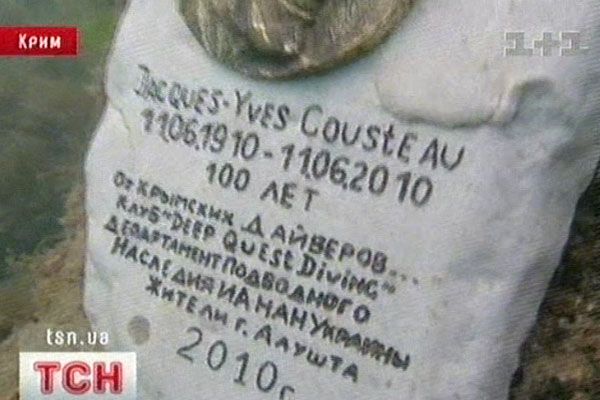 Крим
1+1
JACQUES-YVES COUSTEAU
11.06.1910-11.06.2010
100 ЛЕТ
ОТ КРЫМСКИХ ДАЙВЕРОВ...
КЛУБ "DEEP QUEST DIVING"
ДЕПАРТАМЕНТ ПОДВОДНОГО
НАСЛЕДИЯ ИА НАН УКРАИНЫ
ЖИТЕЛИ Г. АЛУШТА
2010г.
tsn.ua
ТСН